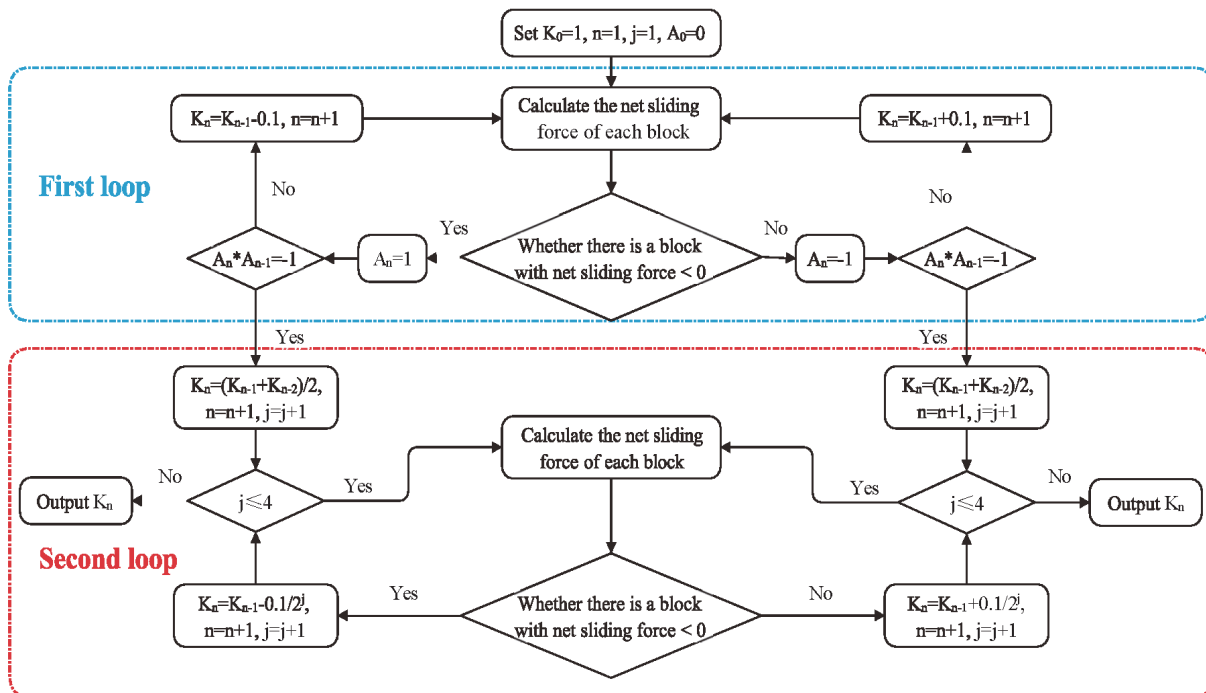 Set K₀=1, n=1, j=1, A₀=0
Kₙ=Kₙ₋₁-0.1, n=n+1
Calculate the net sliding
force of each block
Kₙ=Kₙ₋₁+0.1, n=n+1
First loop
No
No
Yes
No
Aₙ*Aₙ₋₁=-1
Aₙ=1
Whether there is a block
with net sliding force < 0
Aₙ=-1
Aₙ*Aₙ₋₁=-1
Yes
Yes
Kₙ=(Kₙ₋₁+Kₙ₋₂)/2,
n=n+1, j=j+1
Kₙ=(Kₙ₋₁+Kₙ₋₂)/2,
n=n+1, j=j+1
Calculate the net sliding
force of each block
No
Yes
Yes
No
Output Kₙ
j≤4
j≤4
Output Kₙ
Second loop
Kₙ=Kₙ₋₁-0.1/2ʲ,
n=n+1, j=j+1
Yes
Whether there is a block
with net sliding force < 0
No
Kₙ=Kₙ₋₁+0.1/2ʲ,
n=n+1, j=j+1